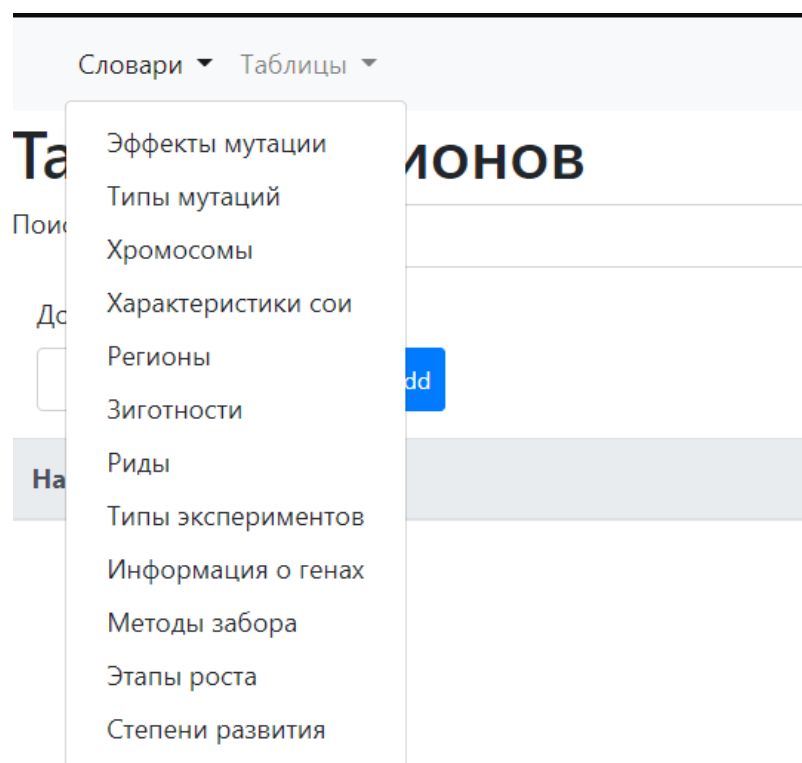 Словари Таблицы
Эффекты мутации
Типы мутаций
Хромосомы
Характеристики сои
Регионы
Зиготности
Риды
Типы экспериментов
Информация о генах
Методы забора
Этапы роста
Степени развития